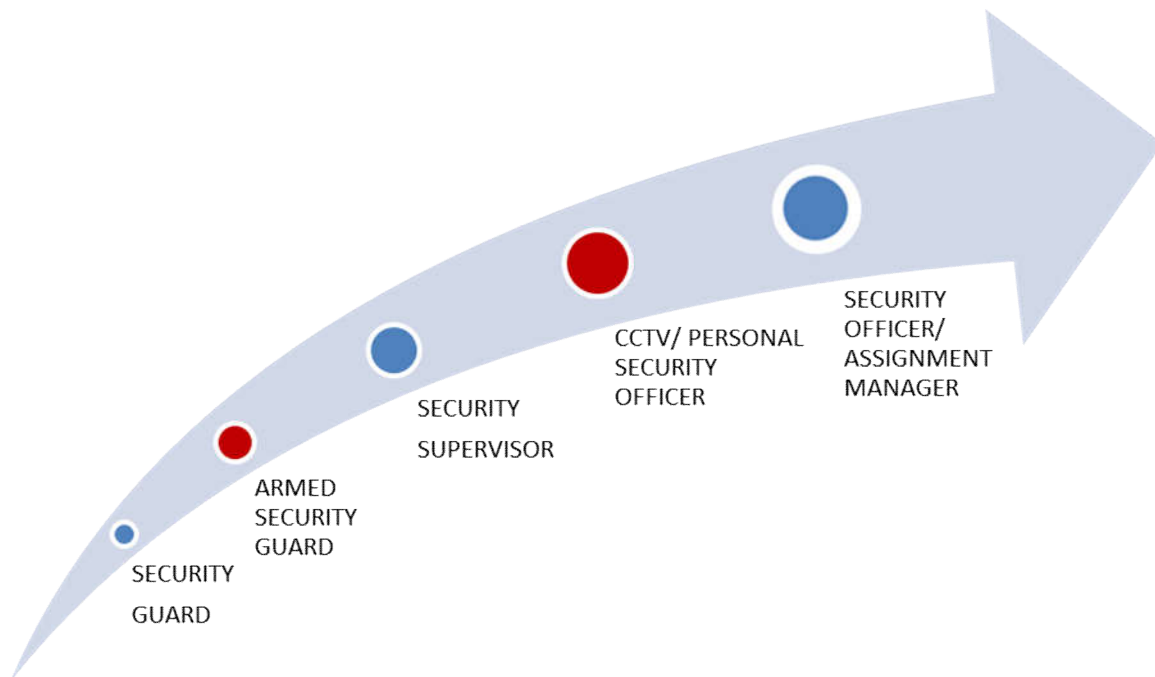 SECURITY
GUARD
ARMED
SECURITY
GUARD
SECURITY
SUPERVISOR
CCTV/ PERSONAL
SECURITY
OFFICER
SECURITY
OFFICER/
ASSIGNMENT
MANAGER